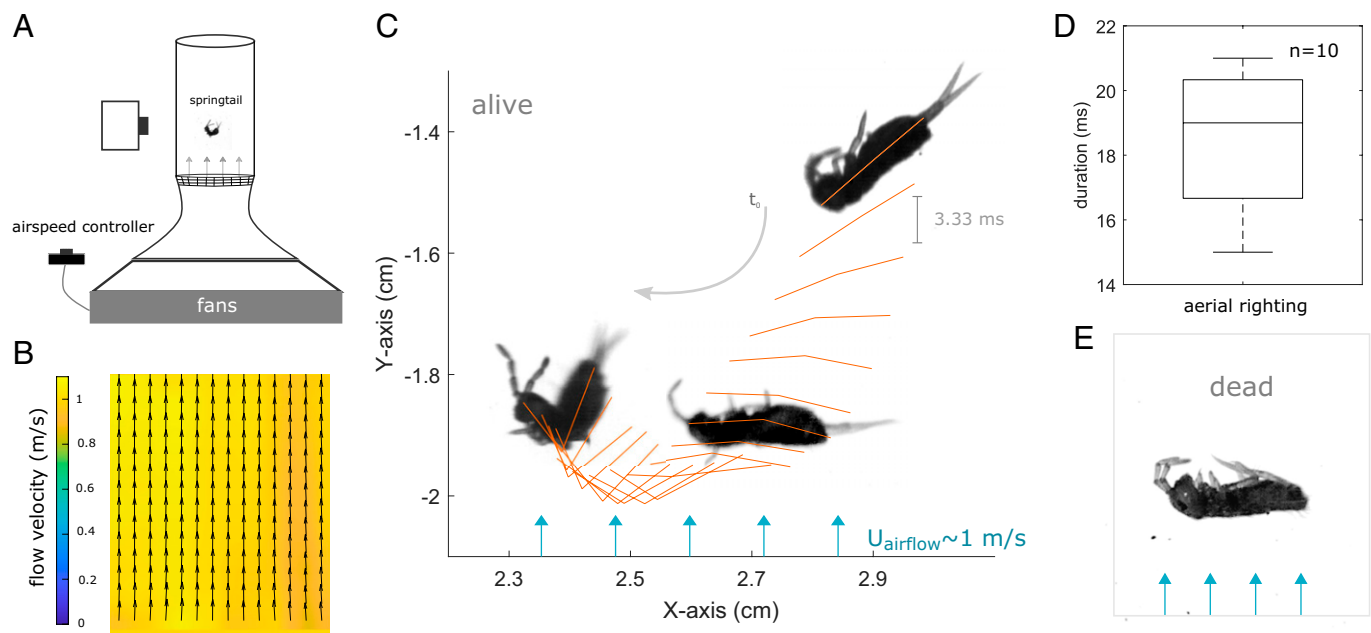 A
springtail
airspeed controller
fans
B
flow velocity (m/s)
1
0.8
0.6
0.4
0.2
0
C
alive
t₀
3.33 ms
Y-axis (cm)
-1.4
-1.6
-1.8
-2
U airflow~1 m/s
2.3
2.5
2.7
2.9
X-axis (cm)
D
n=10
duration (ms)
22
20
18
16
14
aerial righting
E
dead